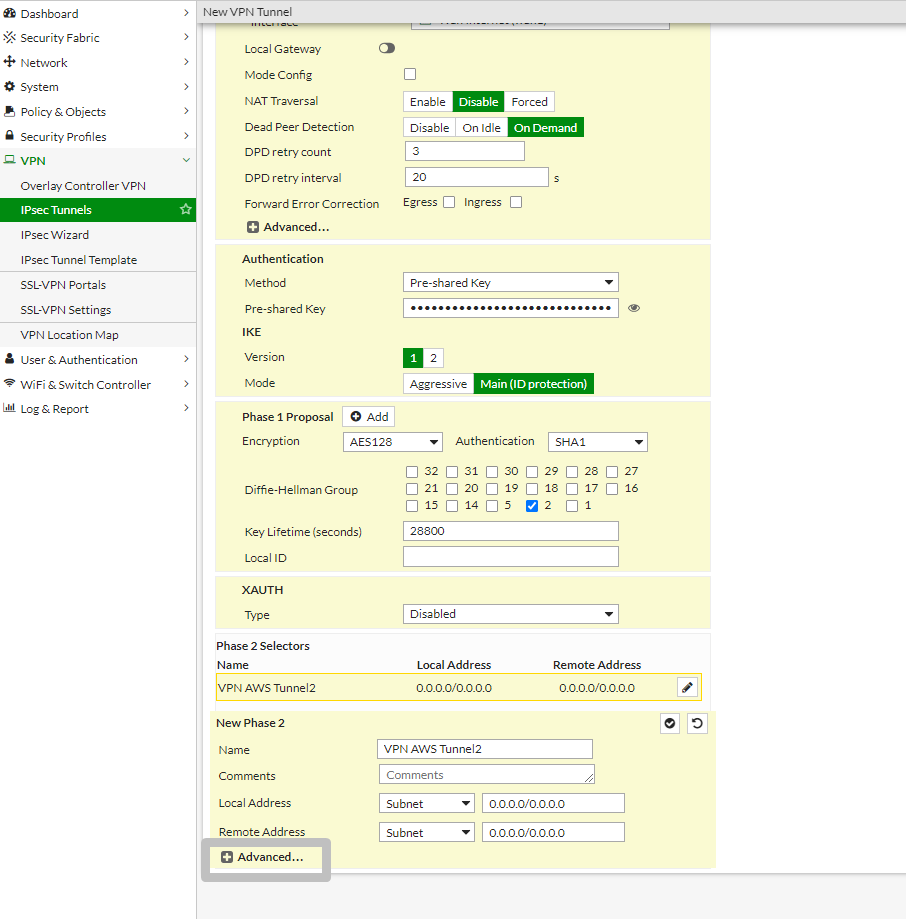 Dashboard
Security Fabric
Network
System
Policy & Objects
Security Profiles
VPN
Overlay Controller VPN
IPsec Tunnels
IPsec Wizard
IPsec Tunnel Template
SSL-VPN Portals
SSL-VPN Settings
VPN Location Map
User & Authentication
WiFi & Switch Controller
Log & Report
New VPN Tunnel
Interface
Local Gateway
Mode Config
NAT Traversal Enable Disable Forced
Dead Peer Detection Disable On Idle On Demand
DPD retry count 3
DPD retry interval 20 s
Forward Error Correction Egress Ingress
Advanced...
Authentication
Method Pre-shared Key
Pre-shared Key ••••••••••••••••••••••••••••
IKE
Version 1 2
Mode Aggressive Main (ID protection)
Phase 1 Proposal Add
Encryption AES128 Authentication SHA1
32 31 30 29 28 27
Diffie-Hellman Group 21 20 19 18 17 16
15 14 5 2 1
Key Lifetime (seconds) 28800
Local ID
XAUTH
Type Disabled
Phase 2 Selectors
Name Local Address Remote Address
VPN AWS Tunnel2 0.0.0.0/0.0.0.0 0.0.0.0/0.0.0.0
New Phase 2
Name VPN AWS Tunnel2
Comments Comments
Local Address Subnet 0.0.0.0/0.0.0.0
Remote Address Subnet 0.0.0.0/0.0.0.0
Advanced...